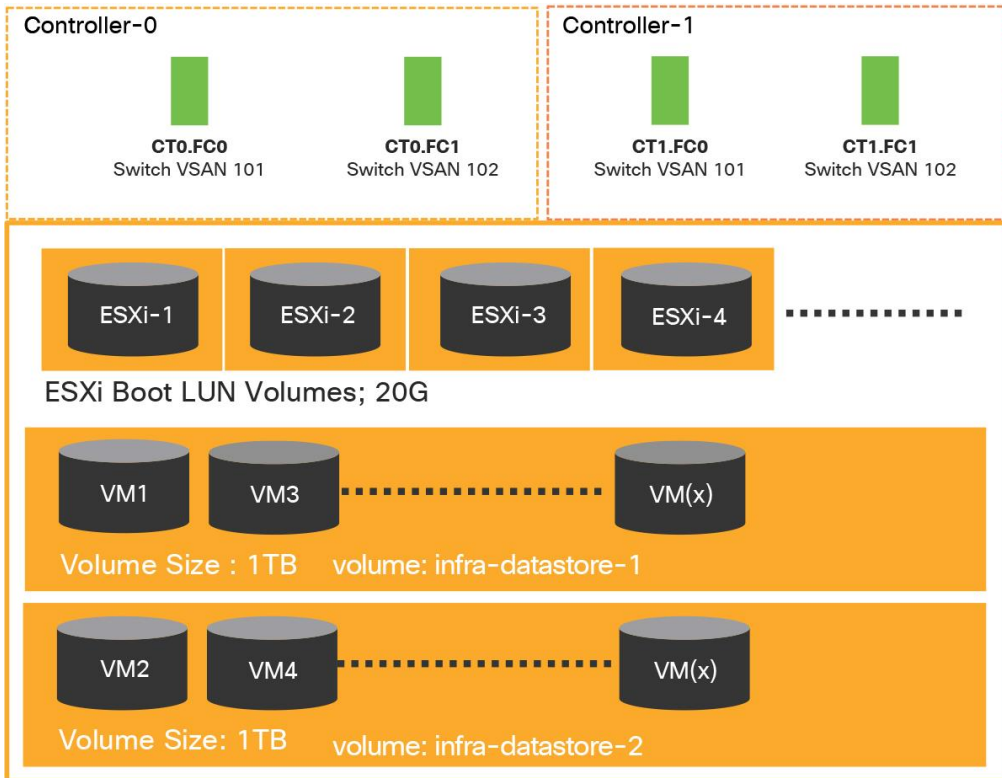 Controller-0
Controller-1
CT0.FC0
Switch VSAN 101
CT0.FC1
Switch VSAN 102
CT1.FC0
Switch VSAN 101
CT1.FC1
Switch VSAN 102
ESXi-1
ESXi-2
ESXi-3
ESXi-4
ESXi Boot LUN Volumes; 20G
VM1
VM3
VM(x)
Volume Size : 1TB
volume: infra-datastore-1
VM2
VM4
VM(x)
Volume Size: 1TB
volume: infra-datastore-2